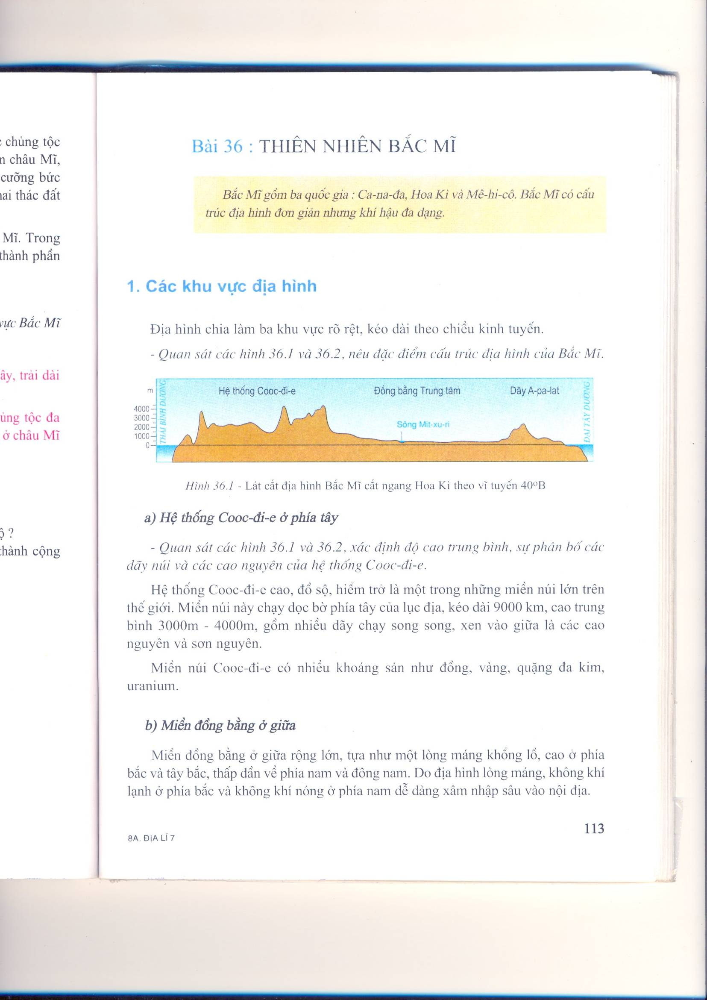 chủng tộc
châu Mĩ,
cưỡng bức
thác đất
Mĩ. Trong
thành phần
vực Bắc Mĩ
trải dài
tộc đa
ở châu Mĩ
?
thành cộng
Bài 36 : THIÊN NHIÊN BẮC MĨ
Bắc Mĩ gồm ba quốc gia : Ca-na-đa, Hoa Kì và Mê-hi-cô. Bắc Mĩ có cấu
trúc địa hình đơn giản nhưng khí hậu đa dạng.
1. Các khu vực địa hình
Địa hình chia làm ba khu vực rõ rệt, kéo dài theo chiều kinh tuyến.
- Quan sát các hình 36.1 và 36.2, nêu đặc điểm cấu trúc địa hình của Bắc Mĩ.
m
4000
3000
2000
1000
0
THÁI BÌNH DƯƠNG
Hệ thống Cooc-đi-e
Đồng bằng Trung tâm
Dãy A-pa-lat
Sông Mit-xu-ri
ĐẠI TÂY DƯƠNG
Hình 36.1 - Lát cắt địa hình Bắc Mĩ cắt ngang Hoa Kì theo vĩ tuyến 40ºB
a) Hệ thống Cooc-đi-e ở phía tây
- Quan sát các hình 36.1 và 36.2, xác định độ cao trung bình, sự phân bố các
dãy núi và các cao nguyên của hệ thống Cooc-đi-e.
Hệ thống Cooc-đi-e cao, đồ sộ, hiểm trở là một trong những miền núi lớn trên
thế giới. Miền núi này chạy dọc bờ phía tây của lục địa, kéo dài 9000 km, cao trung
bình 3000m - 4000m, gồm nhiều dãy chạy song song, xen vào giữa là các cao
nguyên và sơn nguyên.
Miền núi Cooc-đi-e có nhiều khoáng sản như đồng, vàng, quặng đa kim,
uranium.
b) Miền đồng bằng ở giữa
Miền đồng bằng ở giữa rộng lớn, tựa như một lòng máng khổng lồ, cao ở phía
bắc và tây bắc, thấp dần về phía nam và đông nam. Do địa hình lòng máng, không khí
lạnh ở phía bắc và không khí nóng ở phía nam dễ dàng xâm nhập sâu vào nội địa.
113
8A. ĐỊA LÍ 7